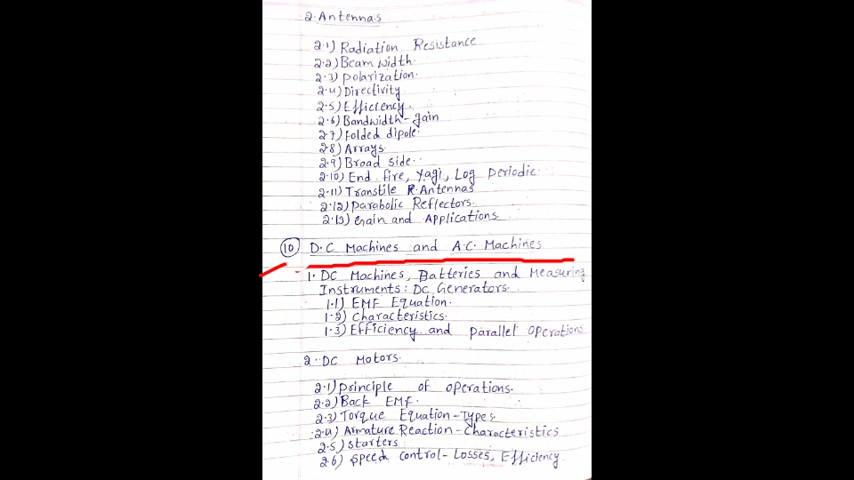 2. Antennas
2.1) Radiation Resistance
2.2) Beam width
2.3) polarization
2.4) Directivity
2.5) Efficiency
2.6) Bandwidth-gain
2.7) Folded dipole
2.8) Arrays
2.9) Broad side
2.10) End fire, Yagi, Log periodic
2.11) Transtile R Antennas
2.12) parabolic Reflectors
2.13) Gain and Applications
10 D.C Machines and A.C. Machines
1. DC Machines, Batteries and Measuring
Instruments: DC Generators
1.1) EMF Equation
1.2) Characteristics
1.3) Efficiency and parallel Operations
2. DC Motors
2.1) principle of operations
2.2) Back EMF
2.3) Torque Equation-Types
2.4) Armature Reaction-Characteristics
2.5) starters
2.6) speed control-Losses, Efficiency